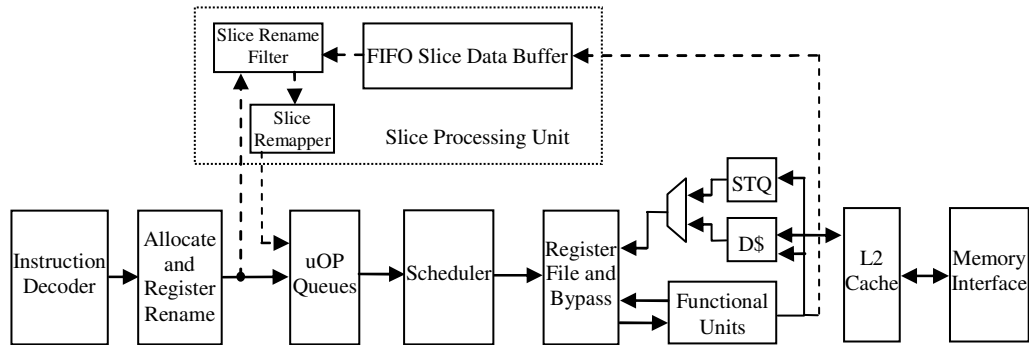 Slice Rename
Filter
FIFO Slice Data Buffer
Slice
Remapper
Slice Processing Unit
STQ
D$
Instruction
Decoder
Allocate
and
Register
Rename
uOP
Queues
Scheduler
Register
File and
Bypass
Functional
Units
L2
Cache
Memory
Interface